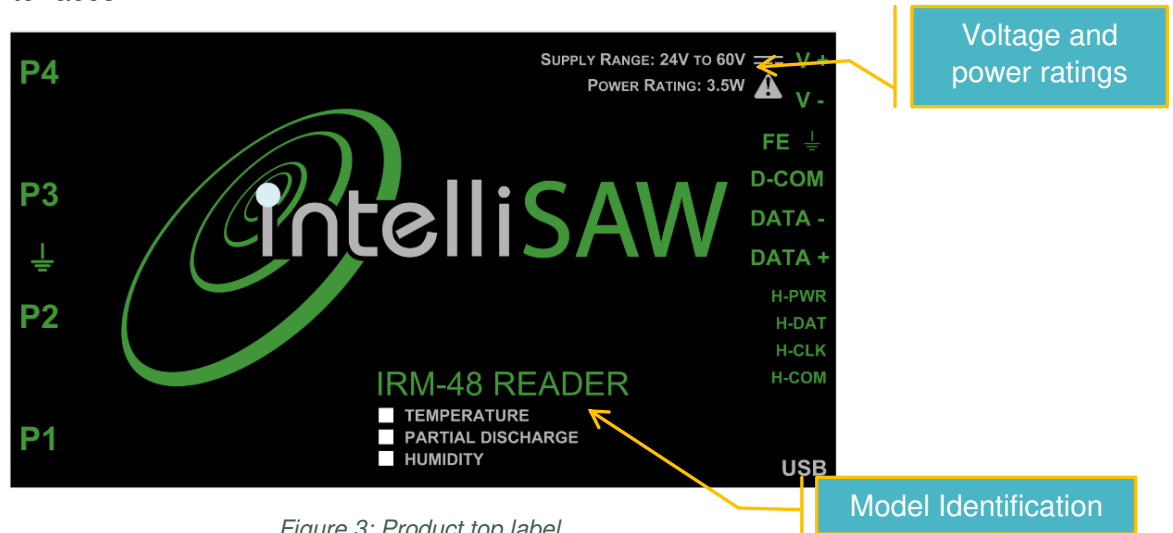 Voltage and
power ratings
P4
P3
P2
P1
SUPPLY RANGE: 24V TO 60V
POWER RATING: 3.5W
V +
V -
FE
D-COM
DATA -
DATA +
H-PWR
H-DAT
H-CLK
H-COM
USB
intelliSAW
IRM-48 READER
TEMPERATURE
PARTIAL DISCHARGE
HUMIDITY
Model Identification
Figure 3: Product top label